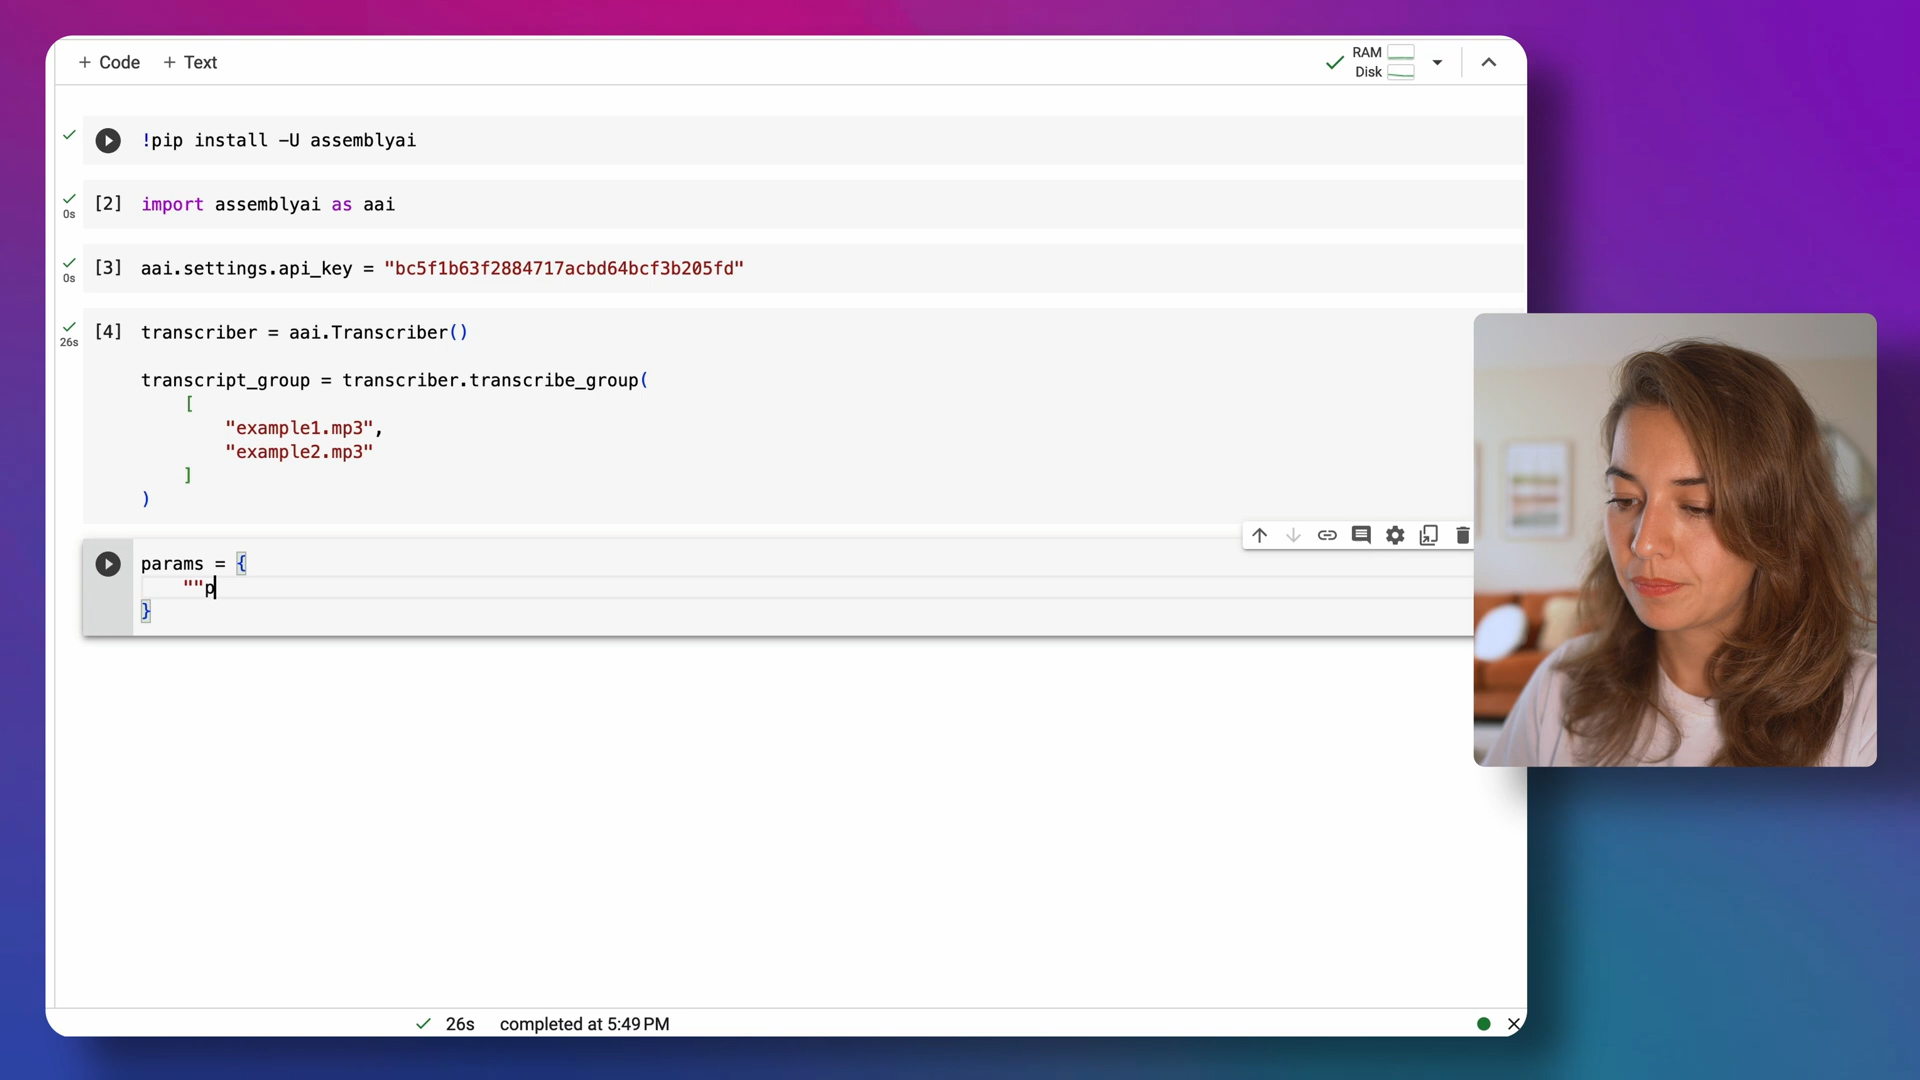 + Code + Text
RAM
Disk
!pip install -U assemblyai
0s
[2] import assemblyai as aai
0s
[3] aai.settings.api_key = "bc5f1b63f2884717acbd64bcf3b205fd"
26s
[4] transcriber = aai.Transcriber()
transcript_group = transcriber.transcribe_group(
[
"example1.mp3",
"example2.mp3"
]
)
params = {
""p
}
26s completed at 5:49 PM